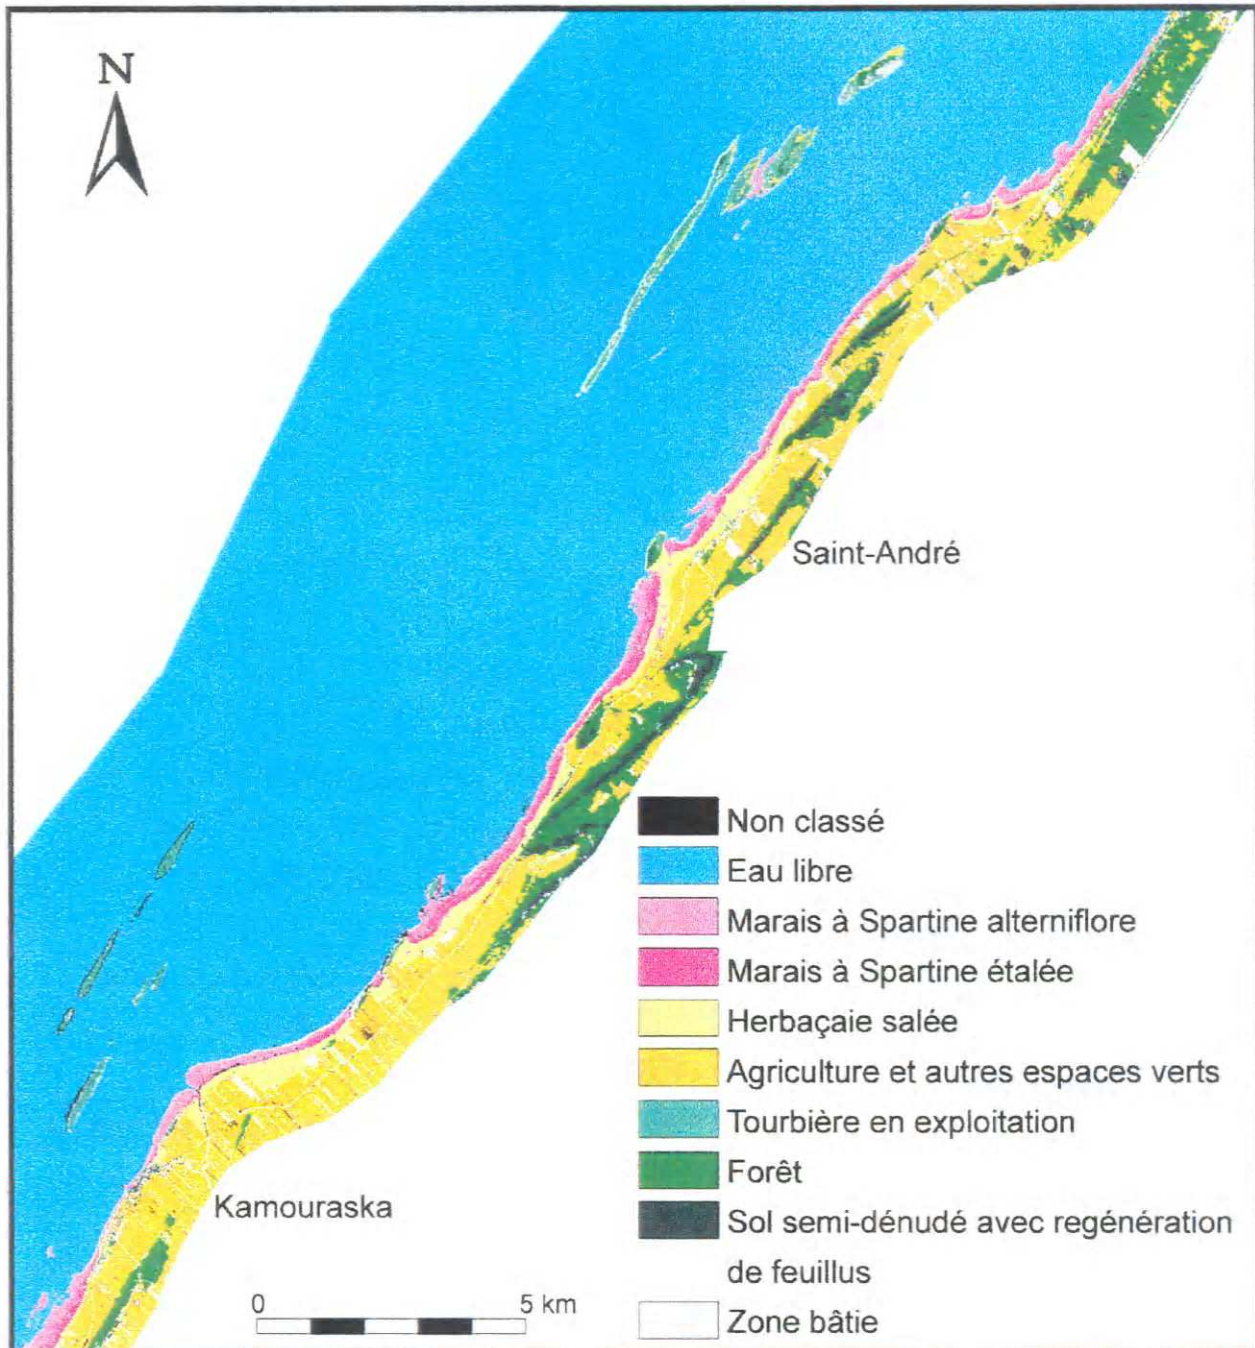 N
Saint-André
Non classé
Eau libre
Marais à Spartine alterniflore
Marais à Spartine étalée
Herbaçaie salée
Agriculture et autres espaces verts
Tourbière en exploitation
Forêt
Sol semi-dénudé avec regénération
de feuillus
Zone bâtie
Kamouraska
0 5 km